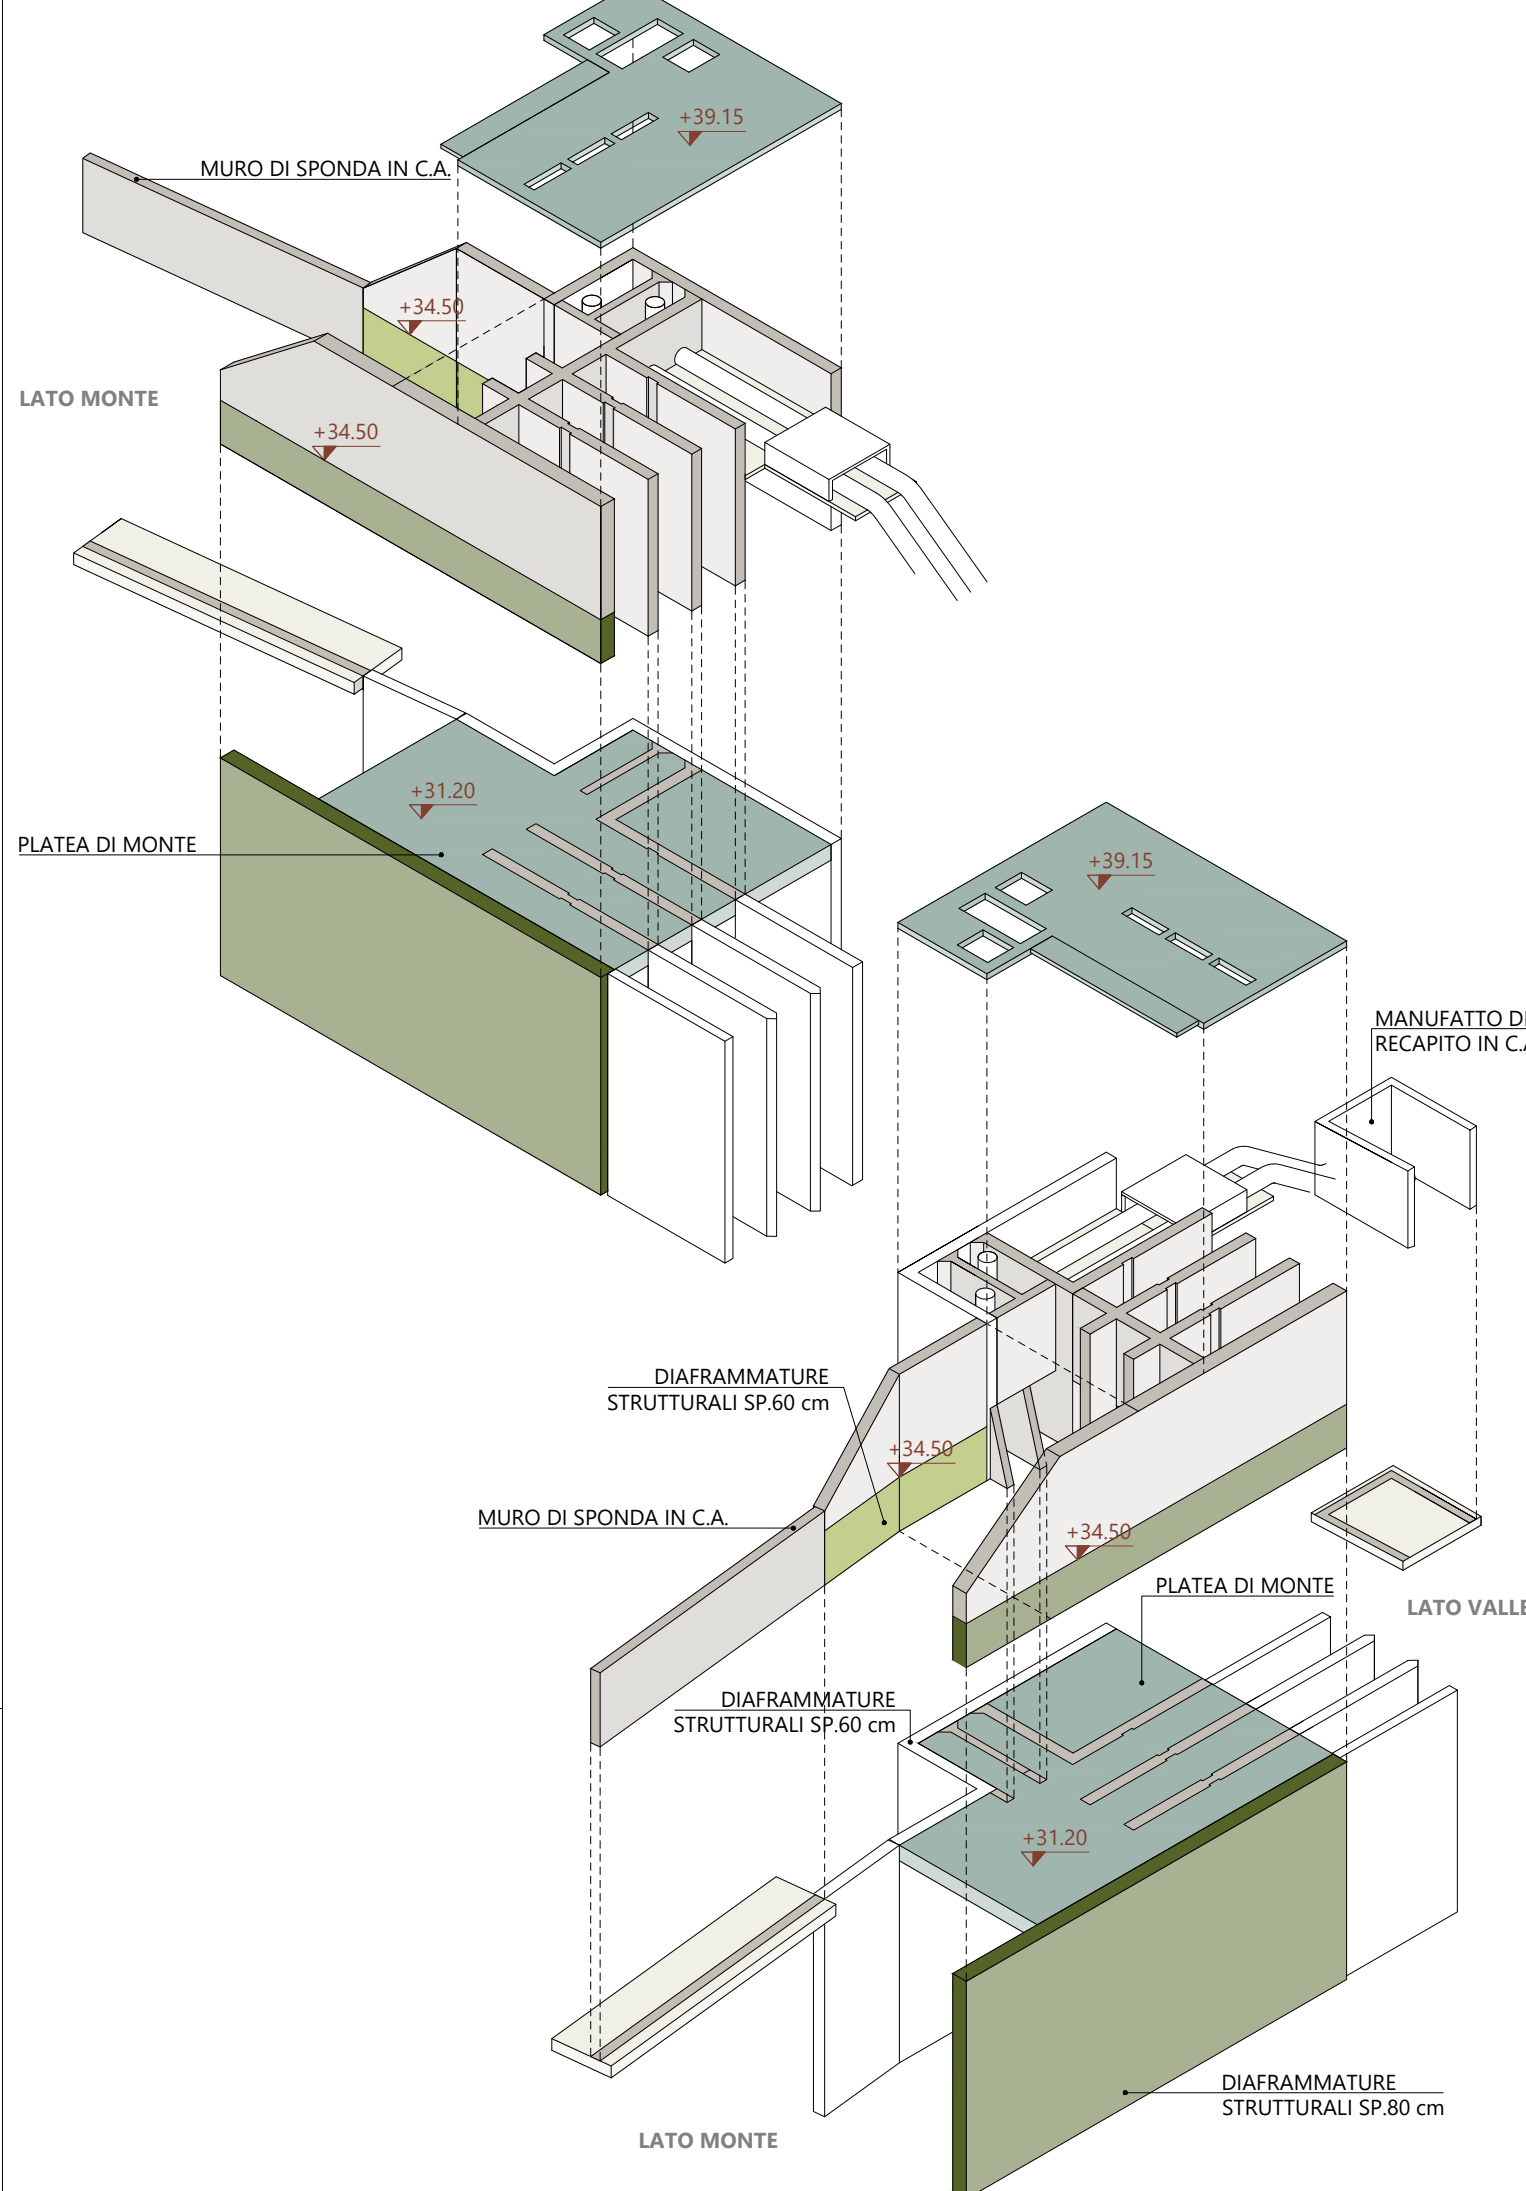 +39.15
MURO DI SPONDA IN C.A.
+34.50
LATO MONTE
+34.50
+31.20
PLATEA DI MONTE
+39.15
MANUFATTO DI
RECAPITO IN C.A
DIAFRAMMATURE
STRUTTURALI SP.60 cm
+34.50
MURO DI SPONDA IN C.A.
+34.50
PLATEA DI MONTE
LATO VALLE
DIAFRAMMATURE
STRUTTURALI SP.60 cm
+31.20
DIAFRAMMATURE
STRUTTURALI SP.80 cm
LATO MONTE